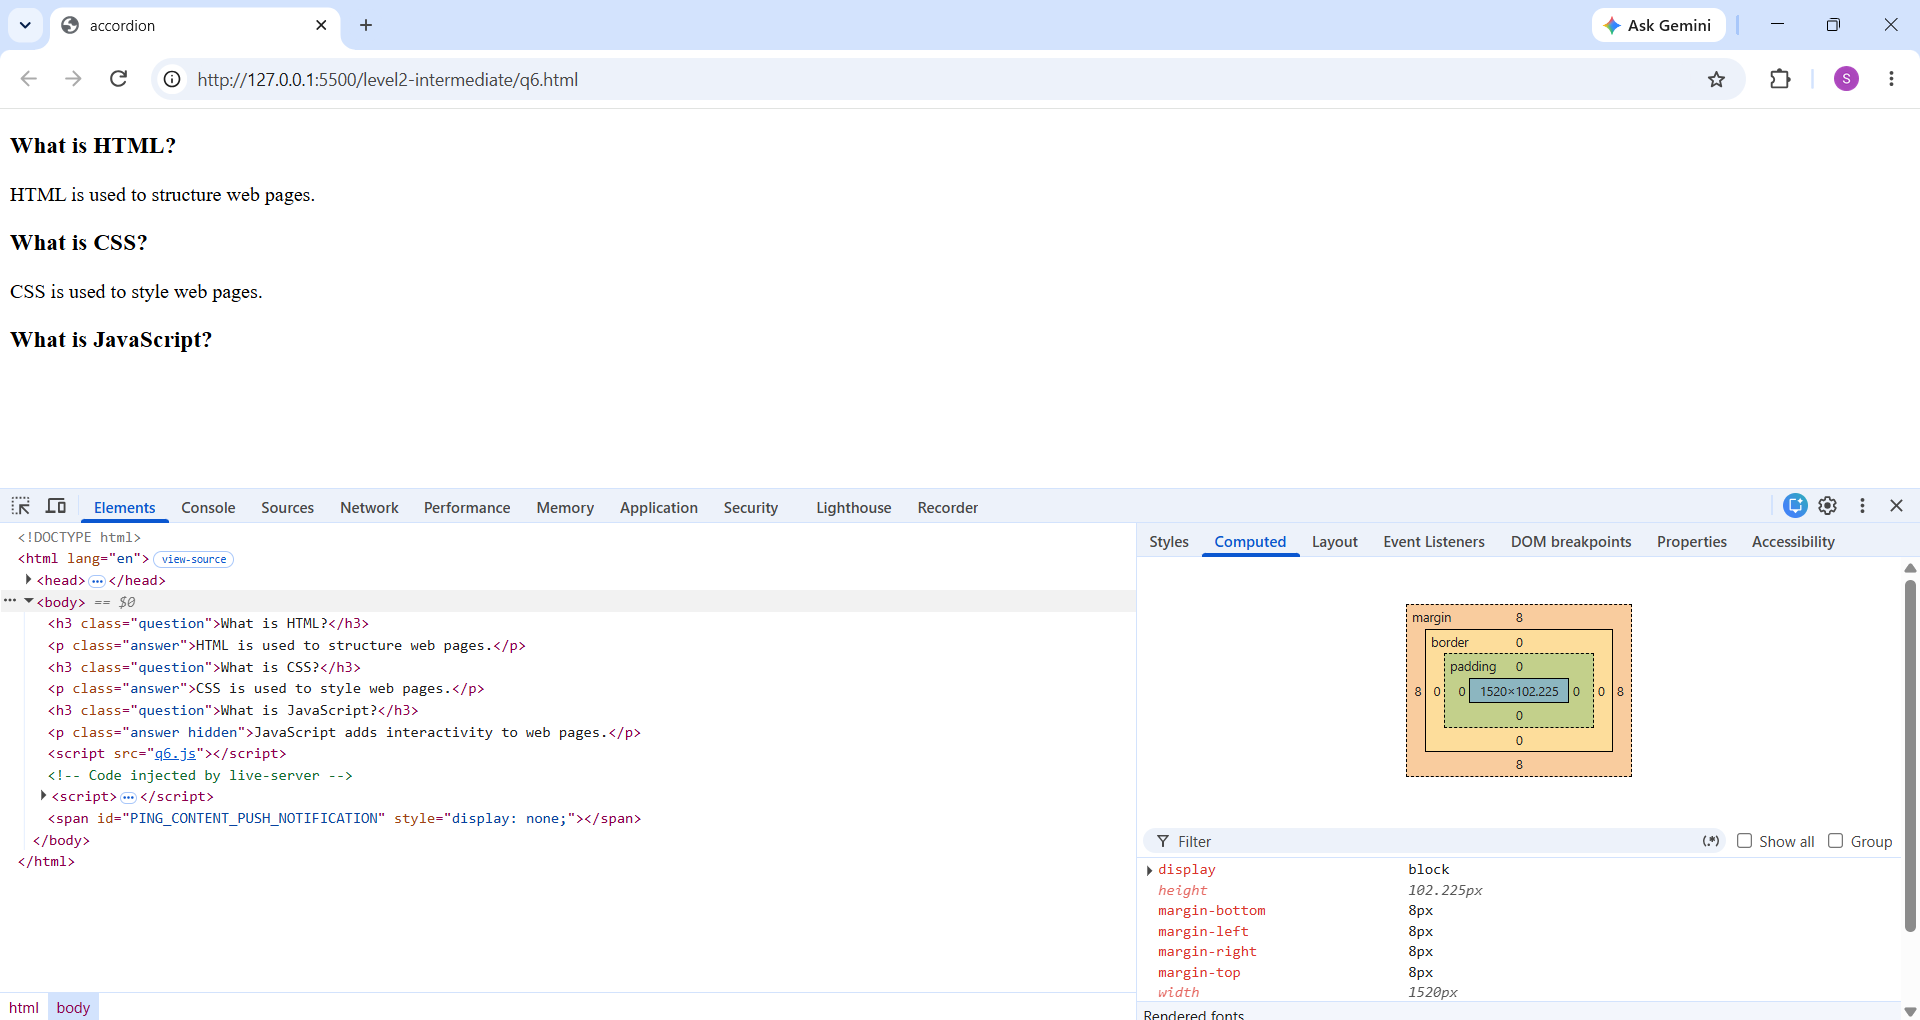 accordion
Ask Gemini
http://127.0.0.1:5500/level2-intermediate/q6.html
S
What is HTML?
HTML is used to structure web pages.
What is CSS?
CSS is used to style web pages.
What is JavaScript?
Elements Console Sources Network Performance Memory Application Security Lighthouse Recorder
<!DOCTYPE html>
<html lang="en"> view-source
<head> ••• </head>
••• <body> == $0
<h3 class="question">What is HTML?</h3>
<p class="answer">HTML is used to structure web pages.</p>
<h3 class="question">What is CSS?</h3>
<p class="answer">CSS is used to style web pages.</p>
<h3 class="question">What is JavaScript?</h3>
<p class="answer hidden">JavaScript adds interactivity to web pages.</p>
<script src="q6.js"></script>
<!-- Code injected by live-server -->
<script> ••• </script>
<span id="PING_CONTENT_PUSH_NOTIFICATION" style="display: none;"></span>
</body>
</html>
html body
Styles Computed Layout Event Listeners DOM breakpoints Properties Accessibility
margin 8
border 0
padding 0
8 0 0 1520×102.225 0 0 8
0
0
8
Filter (.*) Show all Group
display block
height 102.225px
margin-bottom 8px
margin-left 8px
margin-right 8px
margin-top 8px
width 1520px
Rendered fonts